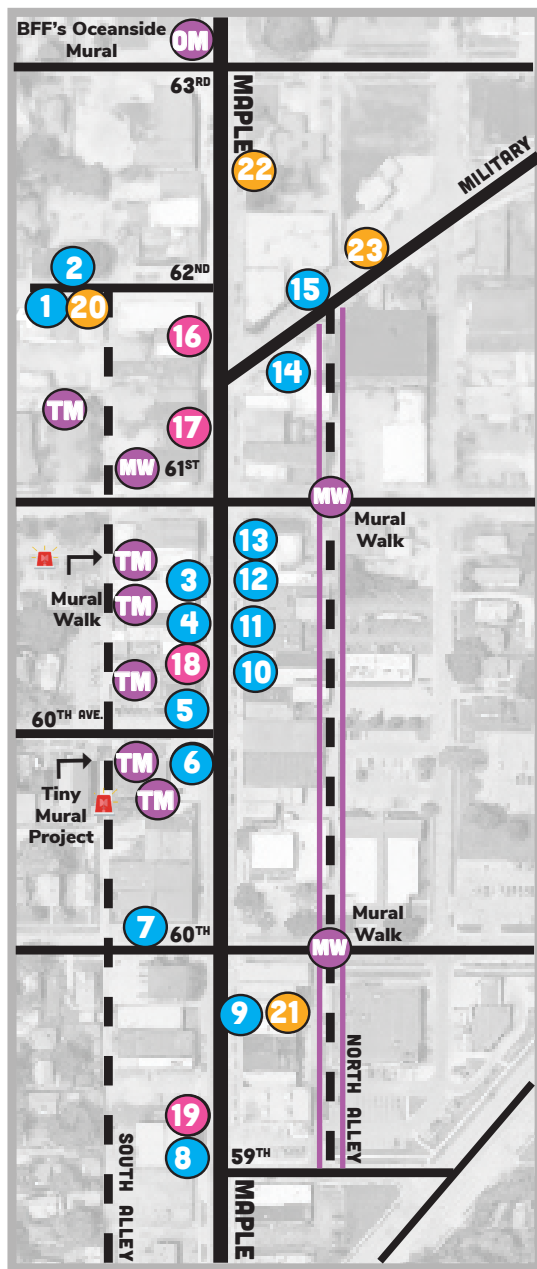 BFF's Oceanside
Mural
OM
63RD
MAPLE
22
MILITARY
23
2
62ND
1
20
15
16
14
TM
17
MW
61ST
MW
Mural
Walk
13
TM
3
12
Mural
Walk
TM
4
11
18
10
TM
5
60TH AVE.
TM
6
Tiny
Mural
Project
TM
7
60TH
Mural
Walk
MW
9
21
NORTH ALLEY
19
SOUTH ALLEY
8
59TH
MAPLE